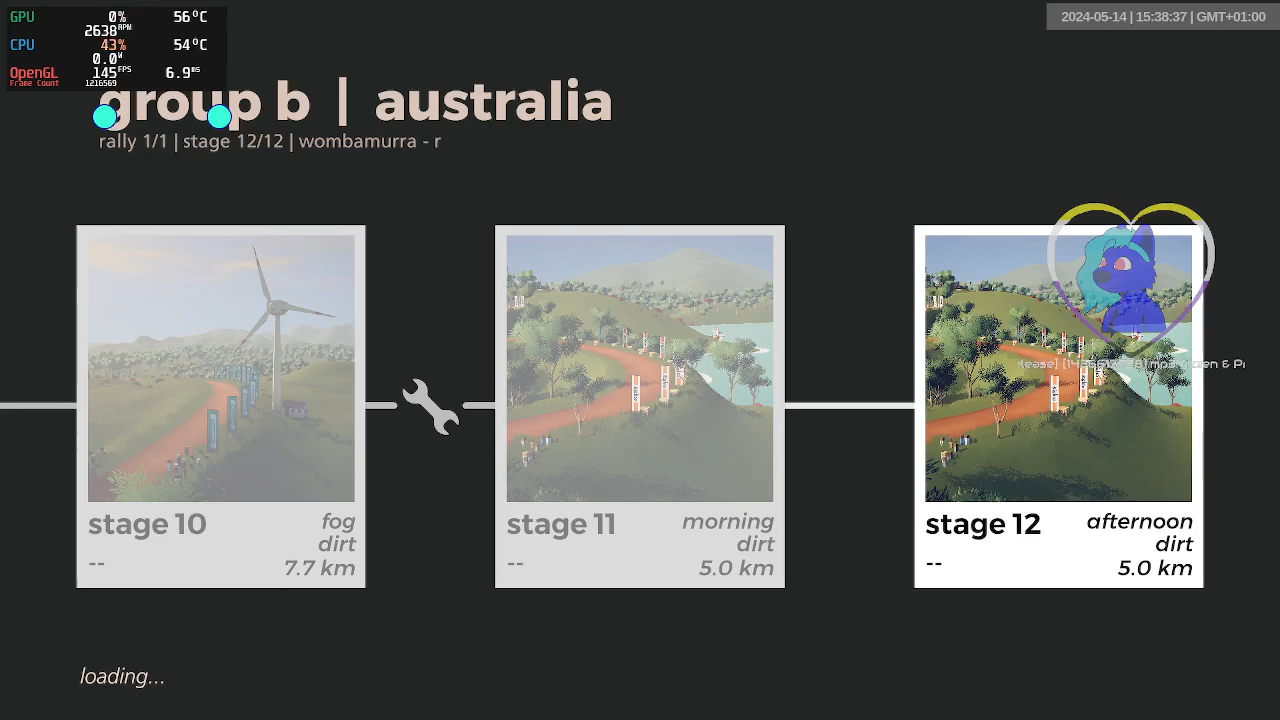 GPU 0% 56°C
2638RPM
CPU 43% 54°C
0.0W
OpenGL 145FPS 6.9ms
Frame Count 1216569
2024-05-14 | 15:38:37 | GMT+01:00
group b | australia
rally 1/1 | stage 12/12 | wombamurra - r
stage 10 fog
dirt
-- 7.7 km
stage 11 morning
dirt
-- 5.0 km
stage 12 afternoon
dirt
-- 5.0 km
loading...